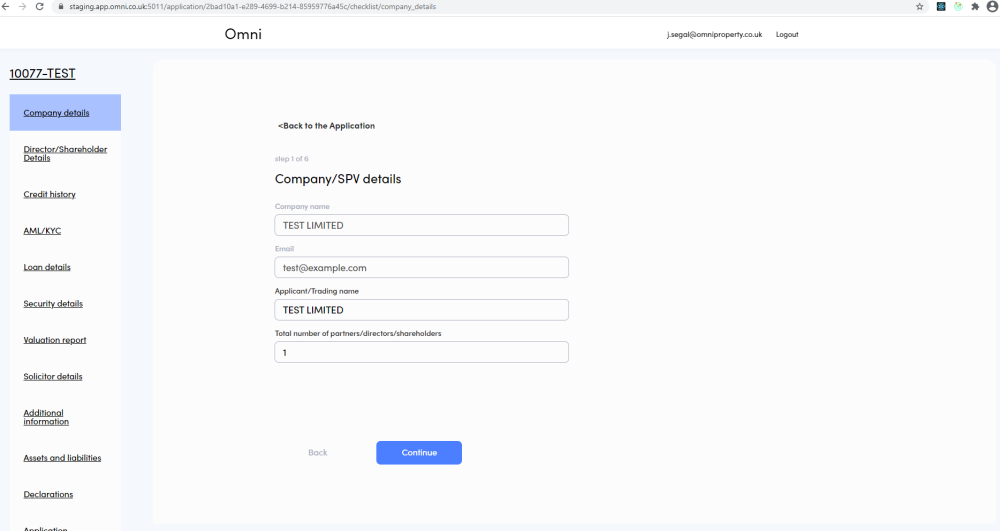 staging.app.omni.co.uk:5011/application/2bad10a1-e289-4699-b214-85959776a45c/checklist/company_details
Omni
j.segal@omniproperty.co.uk
Logout
10077-TEST
Company details
Director/Shareholder
Details
Credit history
AML/KYC
Loan details
Security details
Valuation report
Solicitor details
Additional
information
Assets and liabilities
Declarations
Application
<Back to the Application
step 1 of 6
Company/SPV details
Company name
TEST LIMITED
Email
test@example.com
Applicant/Trading name
TEST LIMITED
Total number of partners/directors/shareholders
1
Back
Continue